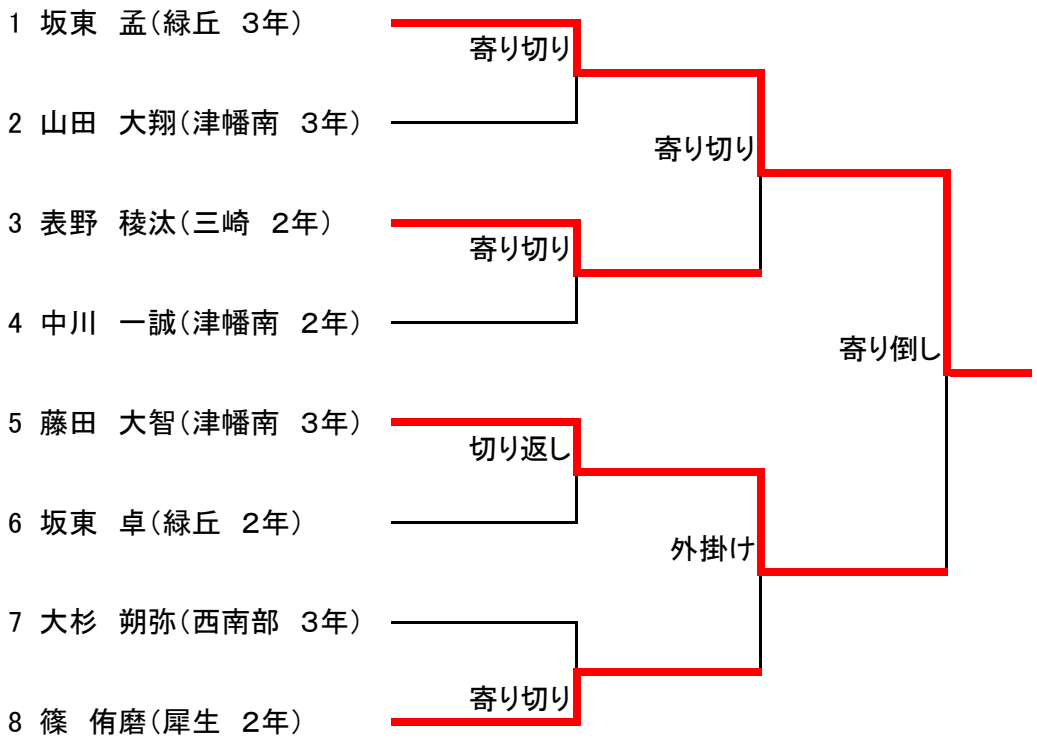 1 坂東 孟(緑丘 3年)
寄り切り
2 山田 大翔(津幡南 3年)
寄り切り
3 表野 稜汰(三崎 2年)
寄り切り
4 中川 一誠(津幡南 2年)
寄り倒し
5 藤田 大智(津幡南 3年)
切り返し
6 坂東 卓(緑丘 2年)
外掛け
7 大杉 朔弥(西南部 3年)
寄り切り
8 篠 侑磨(犀生 2年)